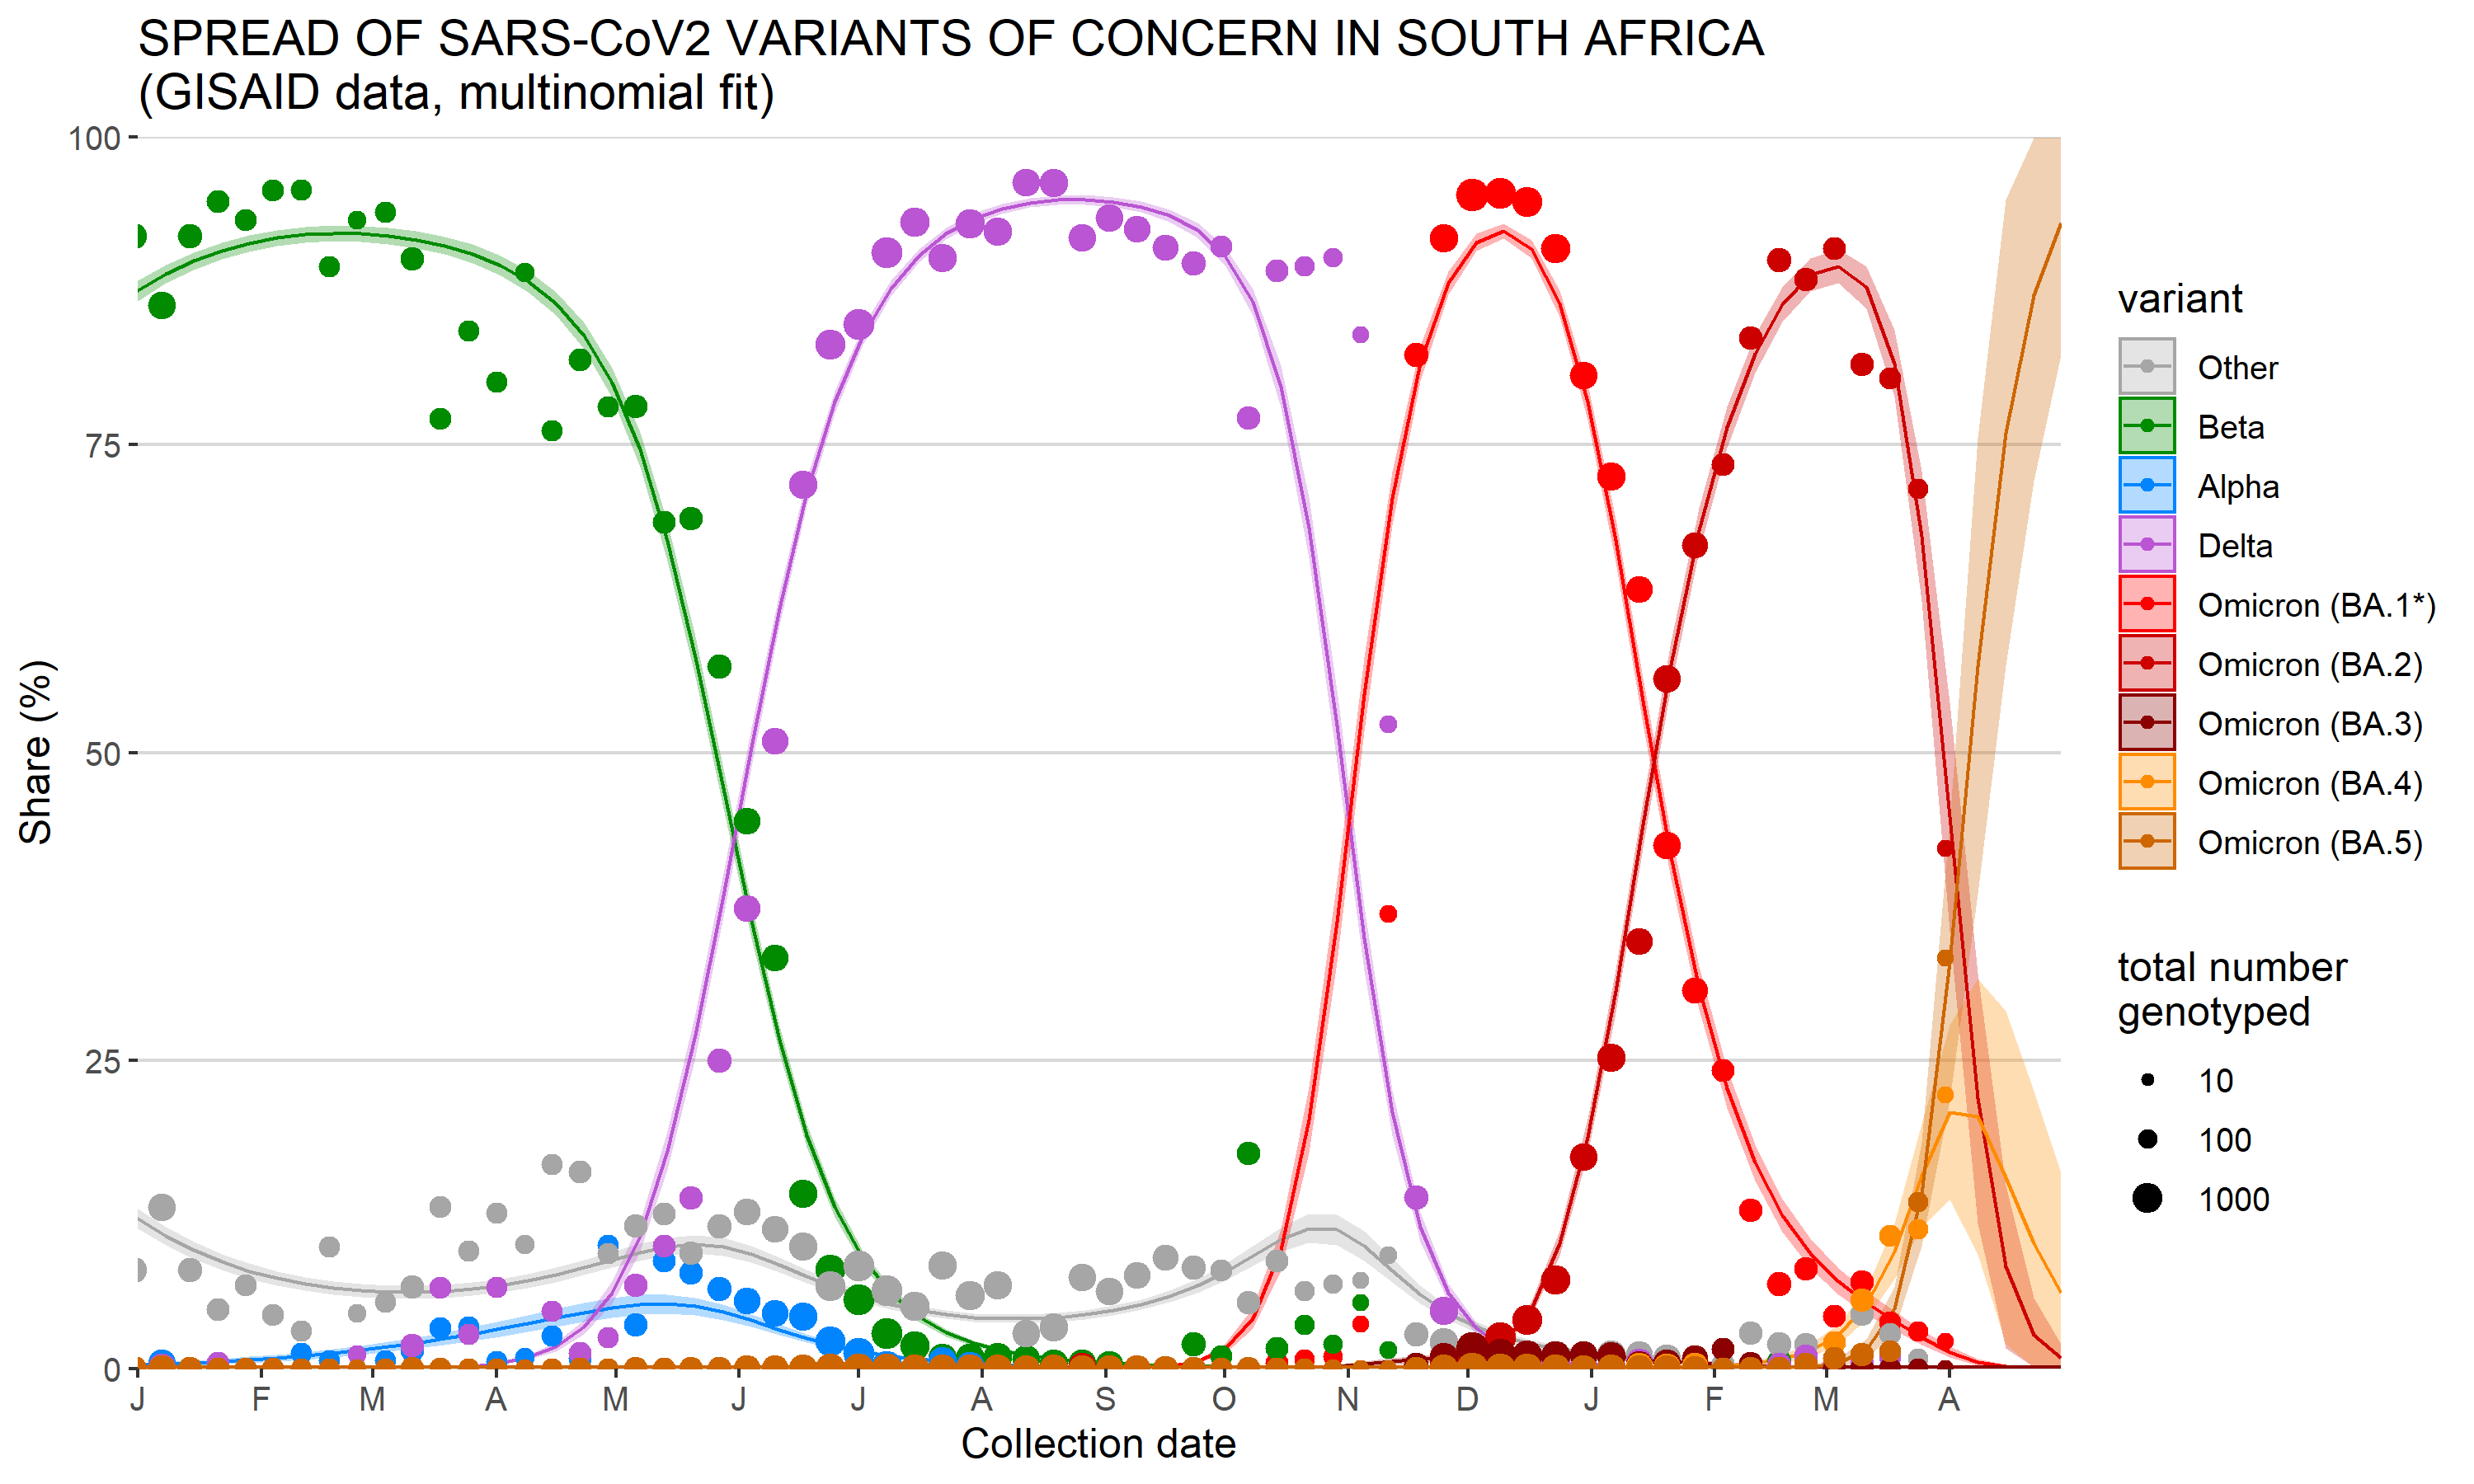 SPREAD OF SARS-CoV2 VARIANTS OF CONCERN IN SOUTH AFRICA
(GISAID data, multinomial fit)
100
75
50
25
0
Share (%)
J F M A M J J A S O N D J F M A
Collection date
variant
Other
Beta
Alpha
Delta
Omicron (BA.1*)
Omicron (BA.2)
Omicron (BA.3)
Omicron (BA.4)
Omicron (BA.5)
total number
genotyped
10
100
1000